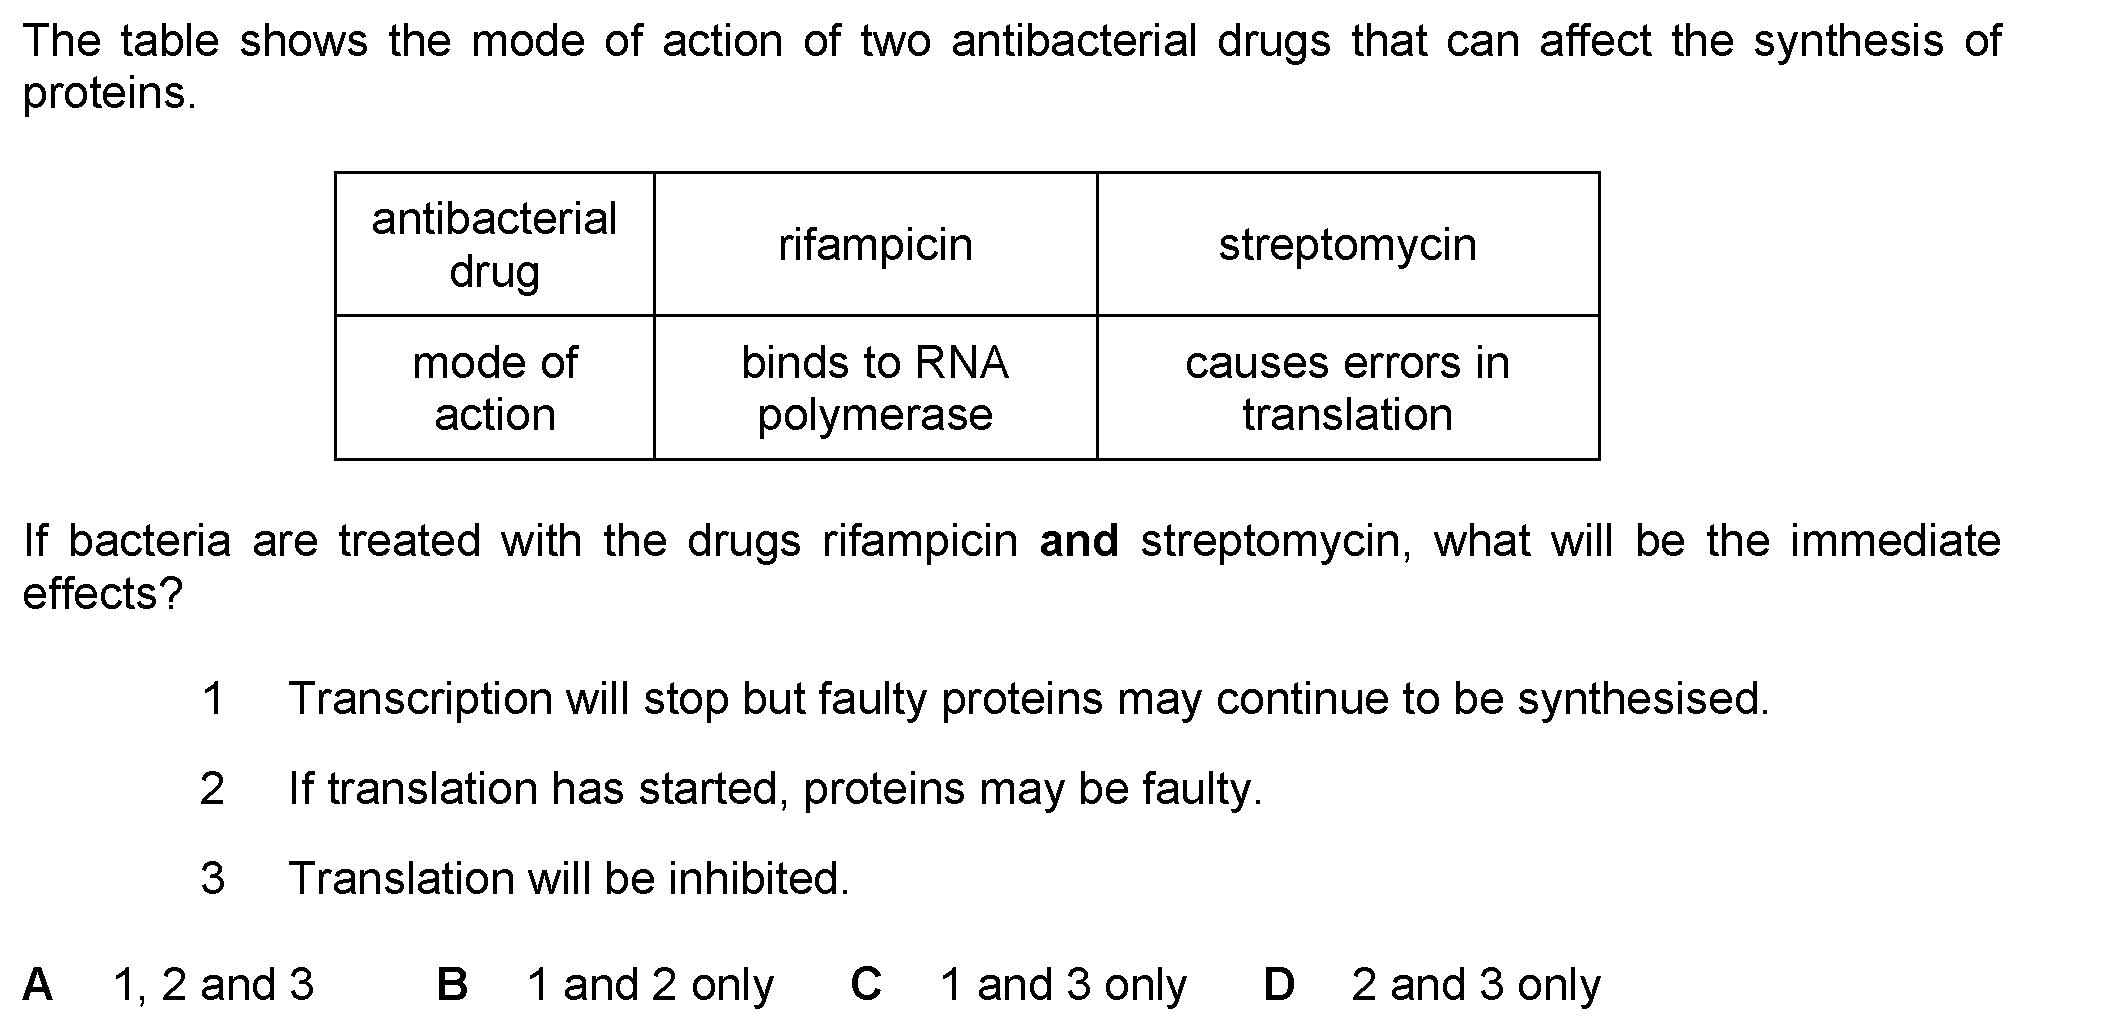 The table shows the mode of action of two antibacterial drugs that can affect the synthesis of
proteins.
antibacterial
drug
rifampicin
streptomycin
mode of
action
binds to RNA
polymerase
causes errors in
translation
If bacteria are treated with the drugs rifampicin and streptomycin, what will be the immediate
effects?
1 Transcription will stop but faulty proteins may continue to be synthesised.
2 If translation has started, proteins may be faulty.
3 Translation will be inhibited.
A 1, 2 and 3 B 1 and 2 only C 1 and 3 only D 2 and 3 only